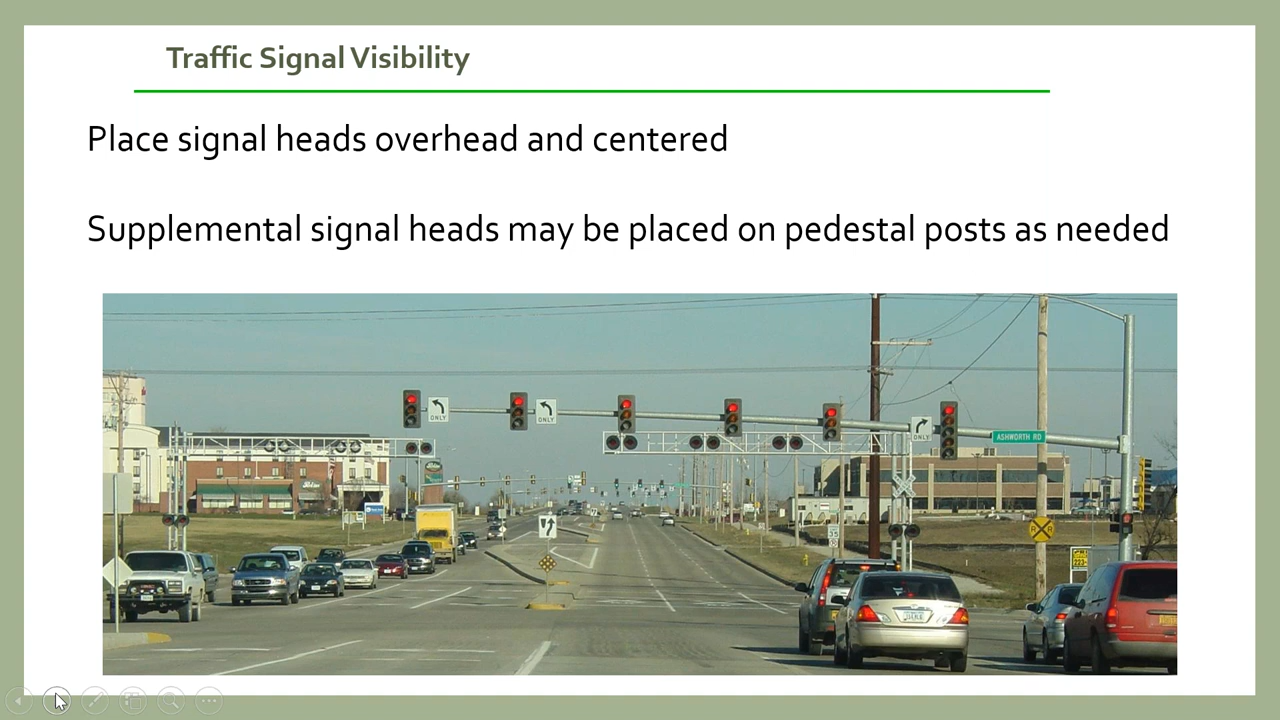 Traffic Signal Visibility
Place signal heads overhead and centered
Supplemental signal heads may be placed on pedestal posts as needed
ONLY
ONLY
ONLY
ASHWORTH RD
R R
35